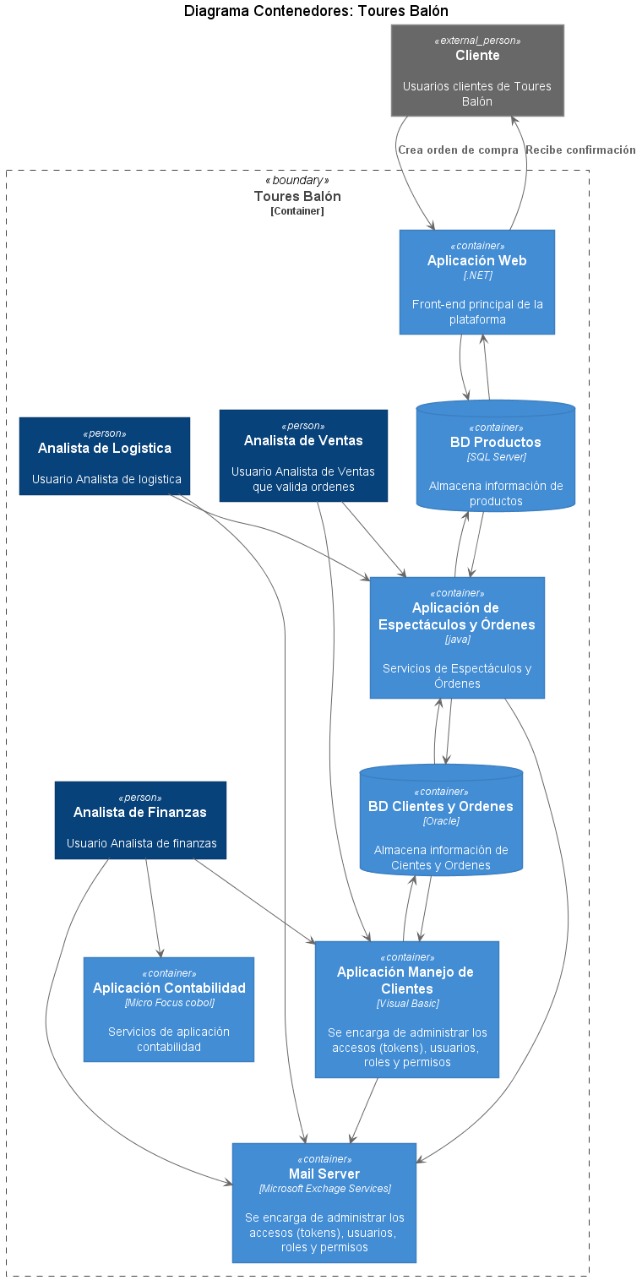 Diagrama Contenedores: Toures Balón
«external_person»
Cliente
Usuarios clientes de Toures
Balón
Crea orden de compra
Recibe confirmación
«boundary»
Toures Balón
[Container]
«container»
Aplicación Web
[.NET]
Front-end principal de la
plataforma
«container»
BD Productos
[SQL Server]
Almacena información de
productos
«person»
Analista de Logistica
Usuario Analista de logistica
«person»
Analista de Ventas
Usuario Analista de Ventas
que valida ordenes
«container»
Aplicación de
Espectáculos y Órdenes
[java]
Servicios de Espectáculos y
Órdenes
«container»
BD Clientes y Ordenes
[Oracle]
Almacena información de
Cientes y Ordenes
«person»
Analista de Finanzas
Usuario Analista de finanzas
«container»
Aplicación Contabilidad
[Micro Focus cobol]
Servicios de aplicación
contabilidad
«container»
Aplicación Manejo de
Clientes
[Visual Basic]
Se encarga de administrar los
accesos (tokens), usuarios,
roles y permisos
«container»
Mail Server
[Microsoft Exchage Services]
Se encarga de administrar los
accesos (tokens), usuarios,
roles y permisos